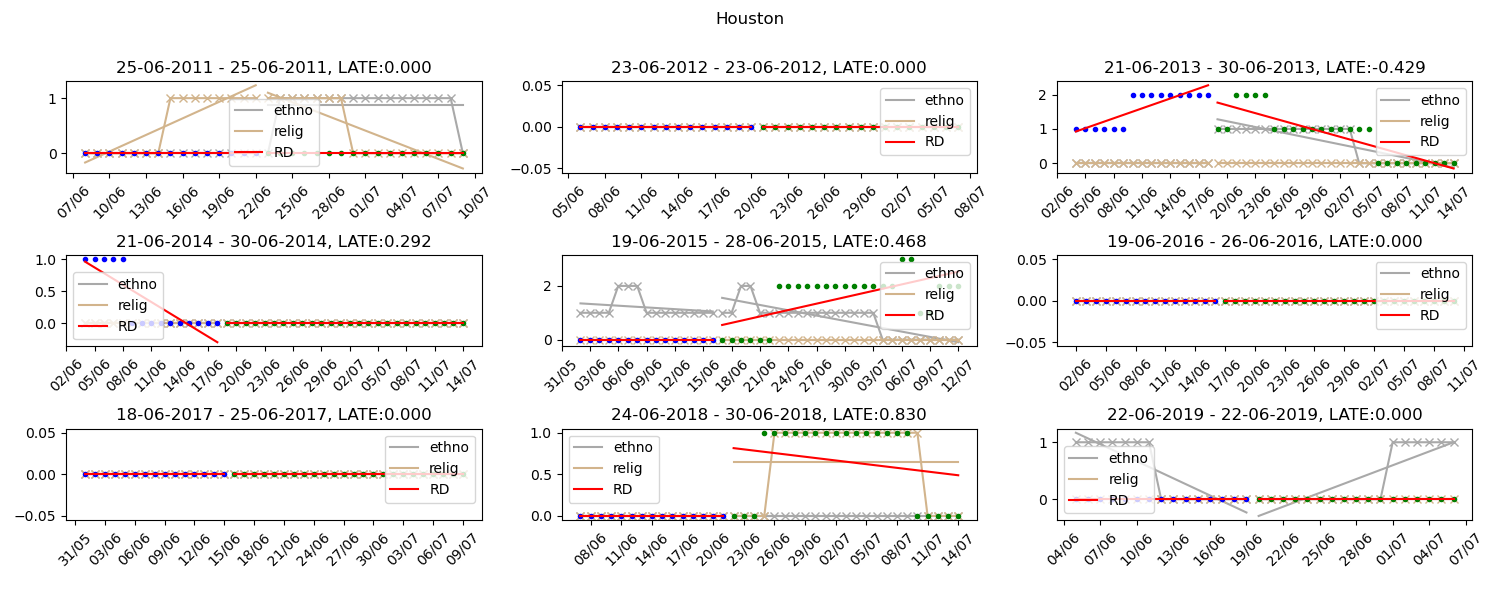 Houston
25-06-2011 - 25-06-2011, LATE:0.000
1
0
ethno
relig
RD
07/06 10/06 13/06 16/06 19/06 22/06 25/06 28/06 01/07 04/07 07/07 10/07
23-06-2012 - 23-06-2012, LATE:0.000
0.05
0.00
−0.05
ethno
relig
RD
05/06 08/06 11/06 14/06 17/06 20/06 23/06 26/06 29/06 02/07 05/07 08/07
21-06-2013 - 30-06-2013, LATE:-0.429
2
1
0
ethno
relig
RD
02/06 05/06 08/06 11/06 14/06 17/06 20/06 23/06 26/06 29/06 02/07 05/07 08/07 11/07 14/07
21-06-2014 - 30-06-2014, LATE:0.292
1.0
0.5
0.0
ethno
relig
RD
02/06 05/06 08/06 11/06 14/06 17/06 20/06 23/06 26/06 29/06 02/07 05/07 08/07 11/07 14/07
19-06-2015 - 28-06-2015, LATE:0.468
2
0
ethno
relig
RD
31/05 03/06 06/06 09/06 12/06 15/06 18/06 21/06 24/06 27/06 30/06 03/07 06/07 09/07 12/07
19-06-2016 - 26-06-2016, LATE:0.000
0.05
0.00
−0.05
ethno
relig
RD
02/06 05/06 08/06 11/06 14/06 17/06 20/06 23/06 26/06 29/06 02/07 05/07 08/07 11/07
18-06-2017 - 25-06-2017, LATE:0.000
0.05
0.00
−0.05
ethno
relig
RD
31/05 03/06 06/06 09/06 12/06 15/06 18/06 21/06 24/06 27/06 30/06 03/07 06/07 09/07
24-06-2018 - 30-06-2018, LATE:0.830
1.0
0.5
0.0
ethno
relig
RD
08/06 11/06 14/06 17/06 20/06 23/06 26/06 29/06 02/07 05/07 08/07 11/07 14/07
22-06-2019 - 22-06-2019, LATE:0.000
1
0
ethno
relig
RD
04/06 07/06 10/06 13/06 16/06 19/06 22/06 25/06 28/06 01/07 04/07 07/07